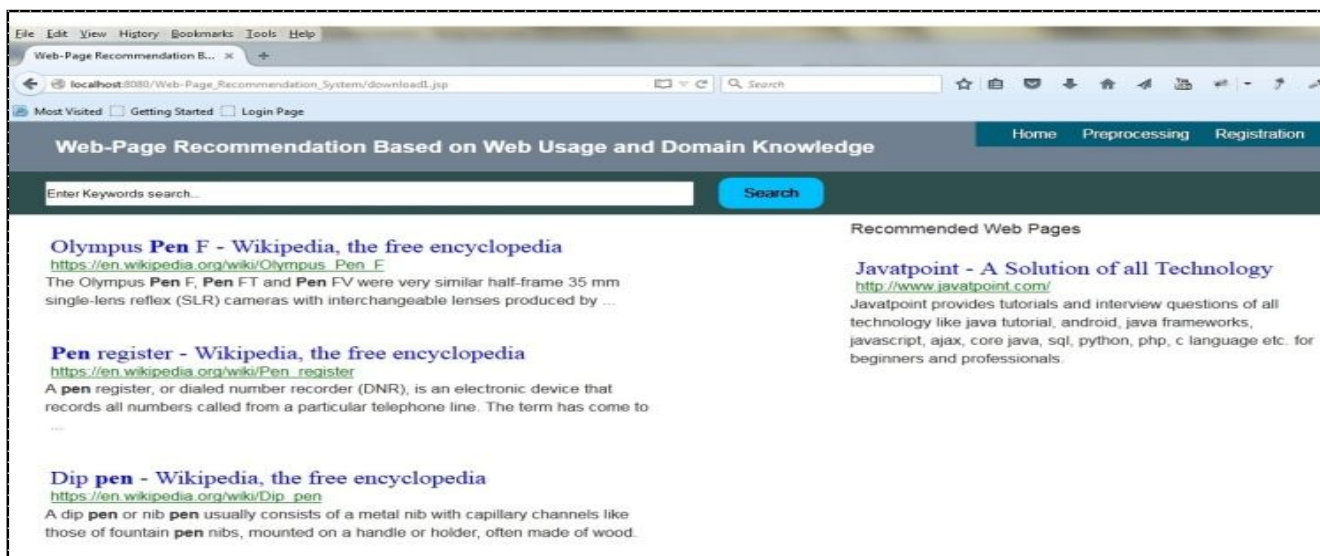 File Edit View History Bookmarks Tools Help
Web-Page Recommendation B... × +
localhost:8080/Web-Page_Recommendation_System/download1.jsp
Search
Most Visited Getting Started Login Page
Web-Page Recommendation Based on Web Usage and Domain Knowledge
Home Preprocessing Registration
Enter Keywords search..
Search
Olympus Pen F - Wikipedia, the free encyclopedia
https://en.wikipedia.org/wiki/Olympus_Pen_F
The Olympus Pen F, Pen FT and Pen FV were very similar half-frame 35 mm
single-lens reflex (SLR) cameras with interchangeable lenses produced by ...
Pen register - Wikipedia, the free encyclopedia
https://en.wikipedia.org/wiki/Pen_register
A pen register, or dialed number recorder (DNR), is an electronic device that
records all numbers called from a particular telephone line. The term has come to
...
Dip pen - Wikipedia, the free encyclopedia
https://en.wikipedia.org/wiki/Dip_pen
A dip pen or nib pen usually consists of a metal nib with capillary channels like
those of fountain pen nibs, mounted on a handle or holder, often made of wood.
Recommended Web Pages
Javatpoint - A Solution of all Technology
http://www.javatpoint.com/
Javatpoint provides tutorials and interview questions of all
technology like java tutorial, android, java frameworks,
javascript, ajax, core java, sql, python, php, c language etc. for
beginners and professionals.